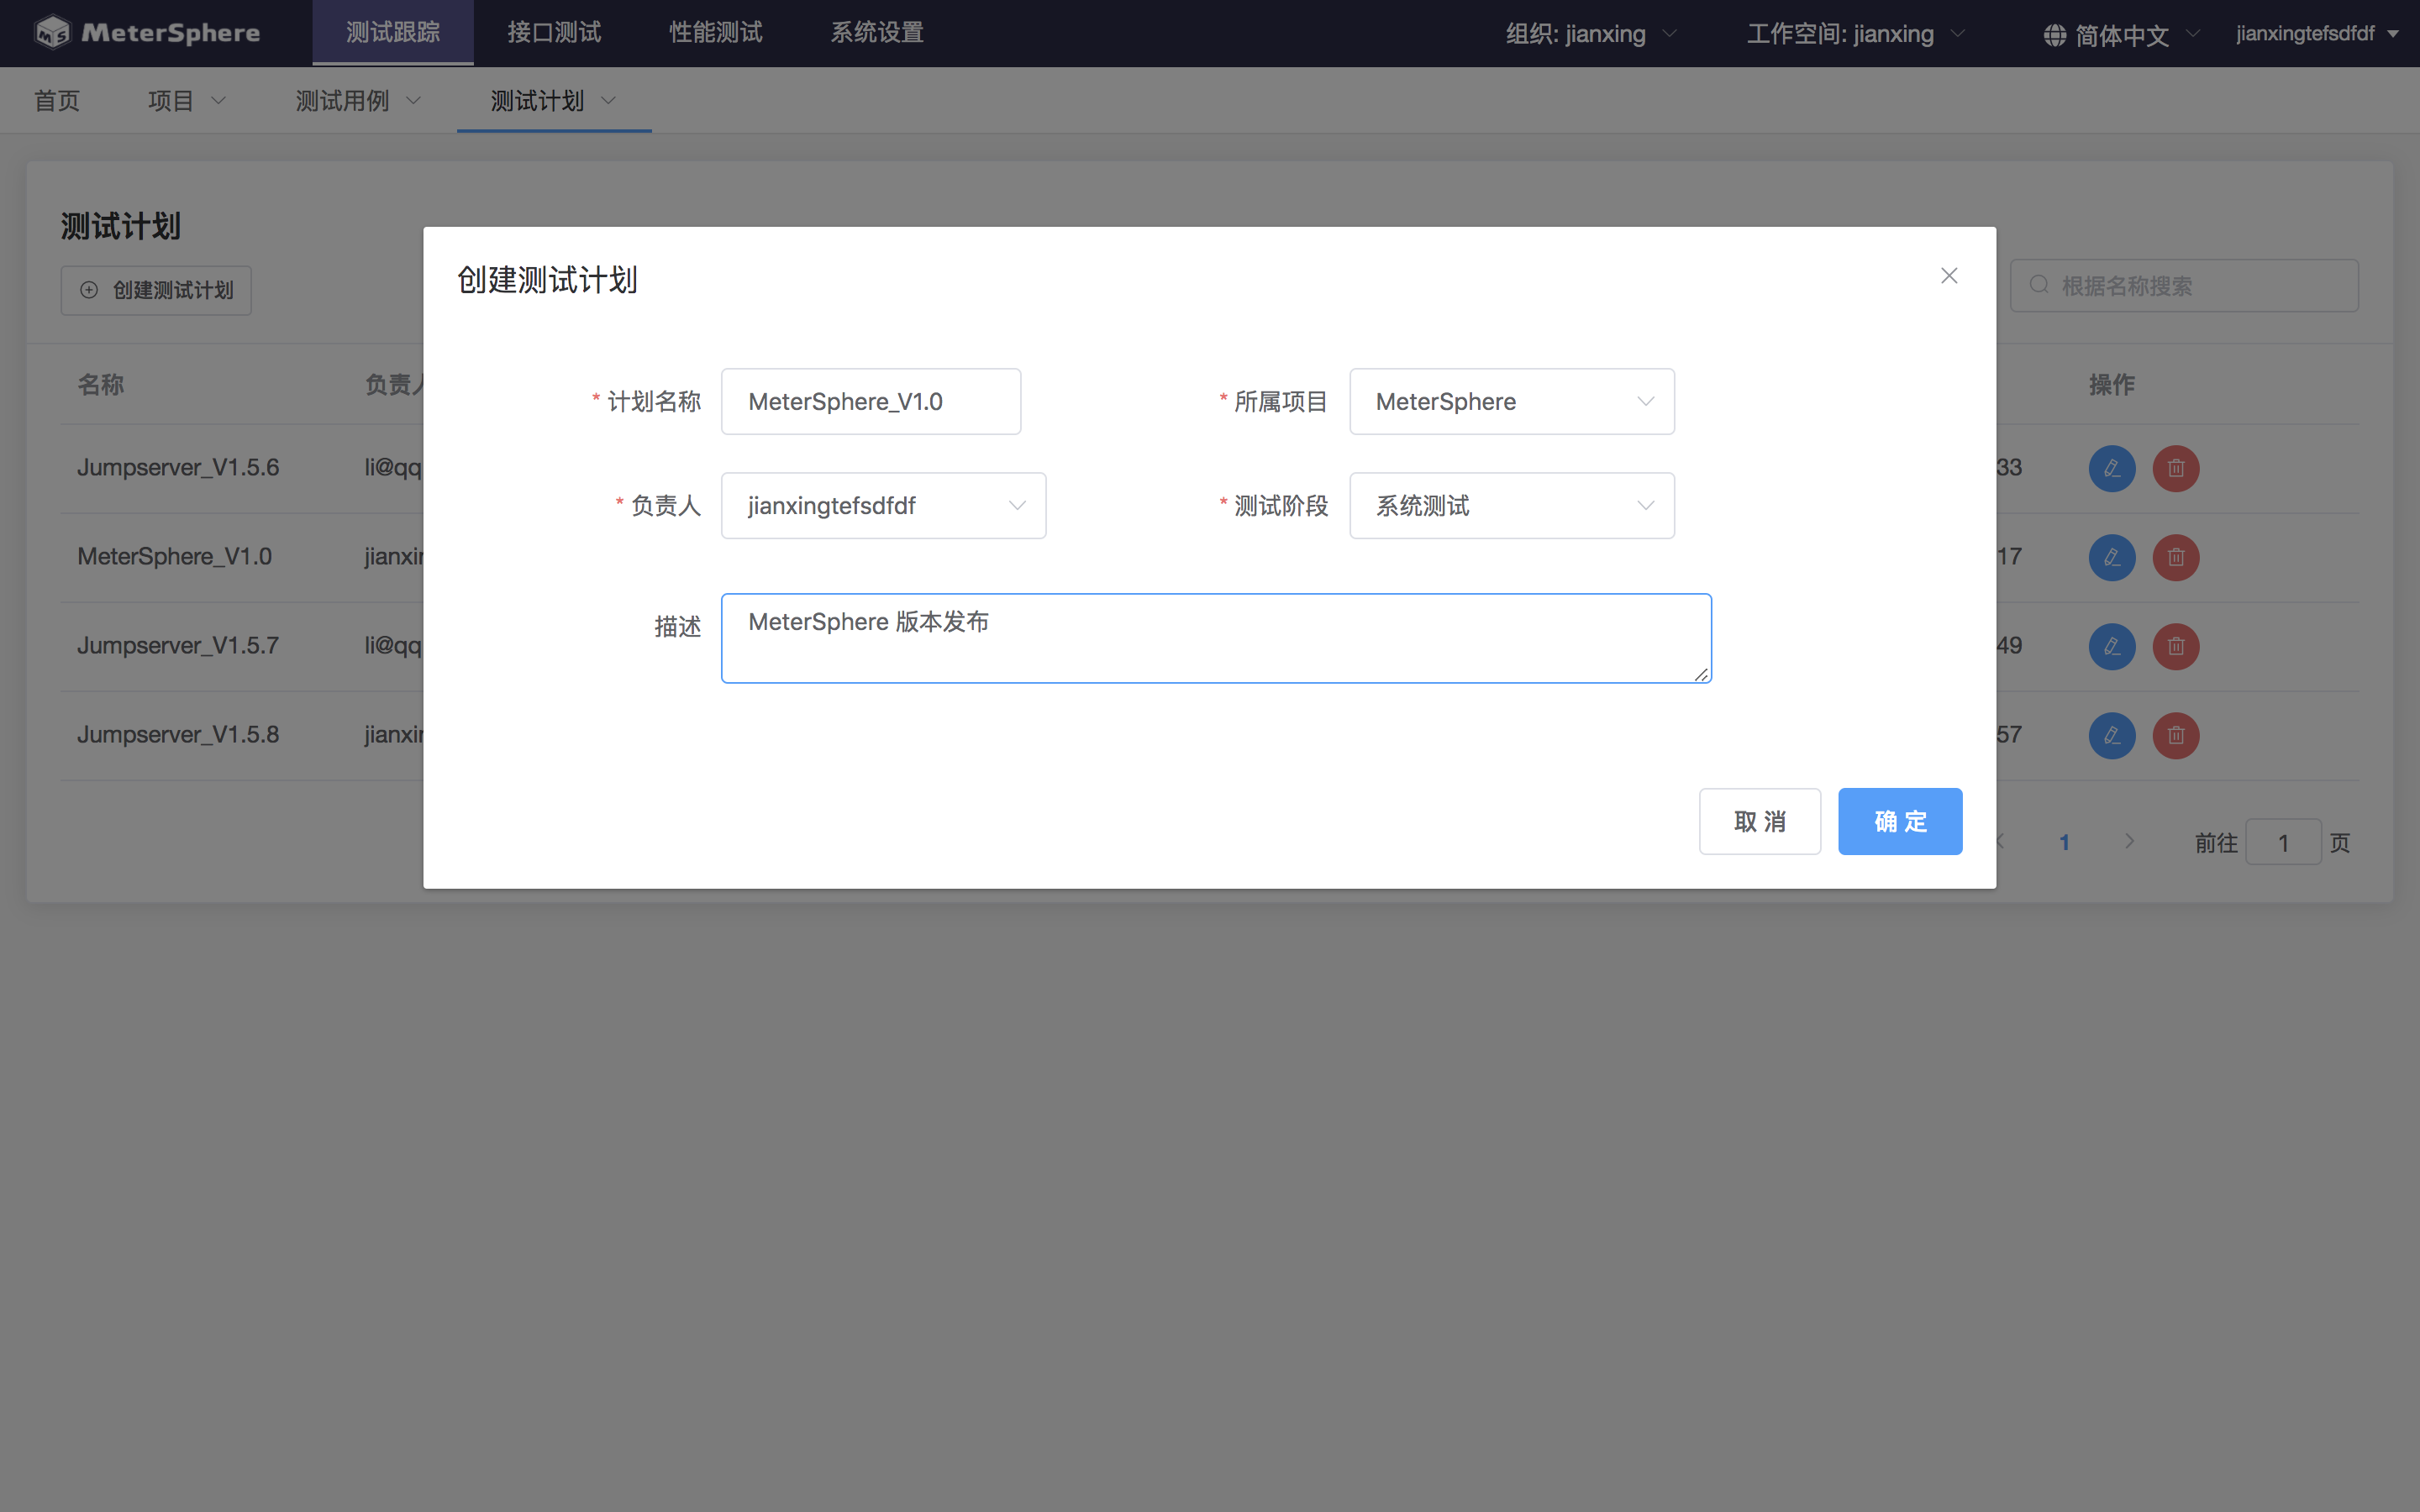 MeterSphere 测试跟踪 接口测试 性能测试 系统设置 组织: jianxing 工作空间: jianxing 简体中文 jianxingtefsdfdf
首页 项目 测试用例 测试计划
测试计划
创建测试计划 根据名称搜索
名称 负责人 操作
Jumpserver_V1.5.6 li@qq 33
MeterSphere_V1.0 jianxin 17
Jumpserver_V1.5.7 li@qq 49
Jumpserver_V1.5.8 jianxin 57
1 前往 1 页
创建测试计划
* 计划名称 MeterSphere_V1.0 * 所属项目 MeterSphere
* 负责人 jianxingtefsdfdf * 测试阶段 系统测试
描述 MeterSphere 版本发布
取 消 确 定